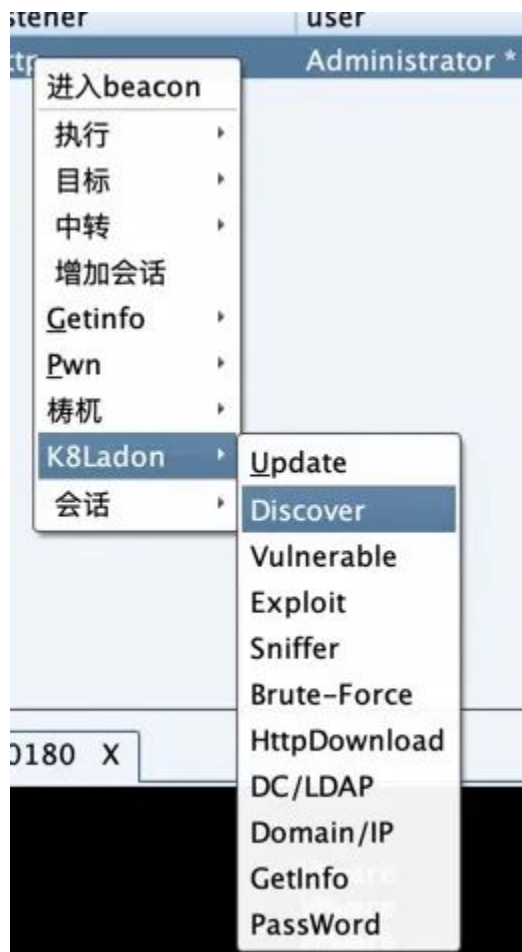 stener user
Administrator *
进入beacon
执行
目标
中转
增加会话
Getinfo
Pwn
梼杌
K8Ladon
会话
Update
Discover
Vulnerable
Exploit
Sniffer
Brute-Force
HttpDownload
DC/LDAP
Domain/IP
GetInfo
PassWord
0180 X